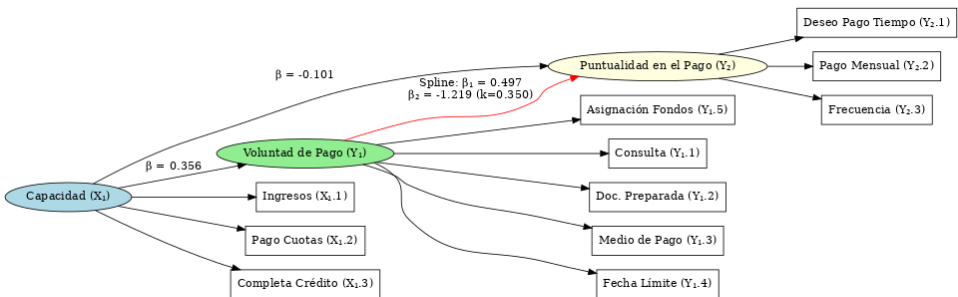 Deseo Pago Tiempo (Y₂.1)
Puntualidad en el Pago (Y₂)
Pago Mensual (Y₂.2)
β = -0.101
Spline: β₁ = 0.497
β₂ = -1.219 (k=0.350)
Asignación Fondos (Y₁.5)
Frecuencia (Y₂.3)
Voluntad de Pago (Y₁)
Consulta (Y₁.1)
β = 0.356
Capacidad (X₁)
Ingresos (X₁.1)
Doc. Preparada (Y₁.2)
Pago Cuotas (X₁.2)
Medio de Pago (Y₁.3)
Completa Crédito (X₁.3)
Fecha Límite (Y₁.4)